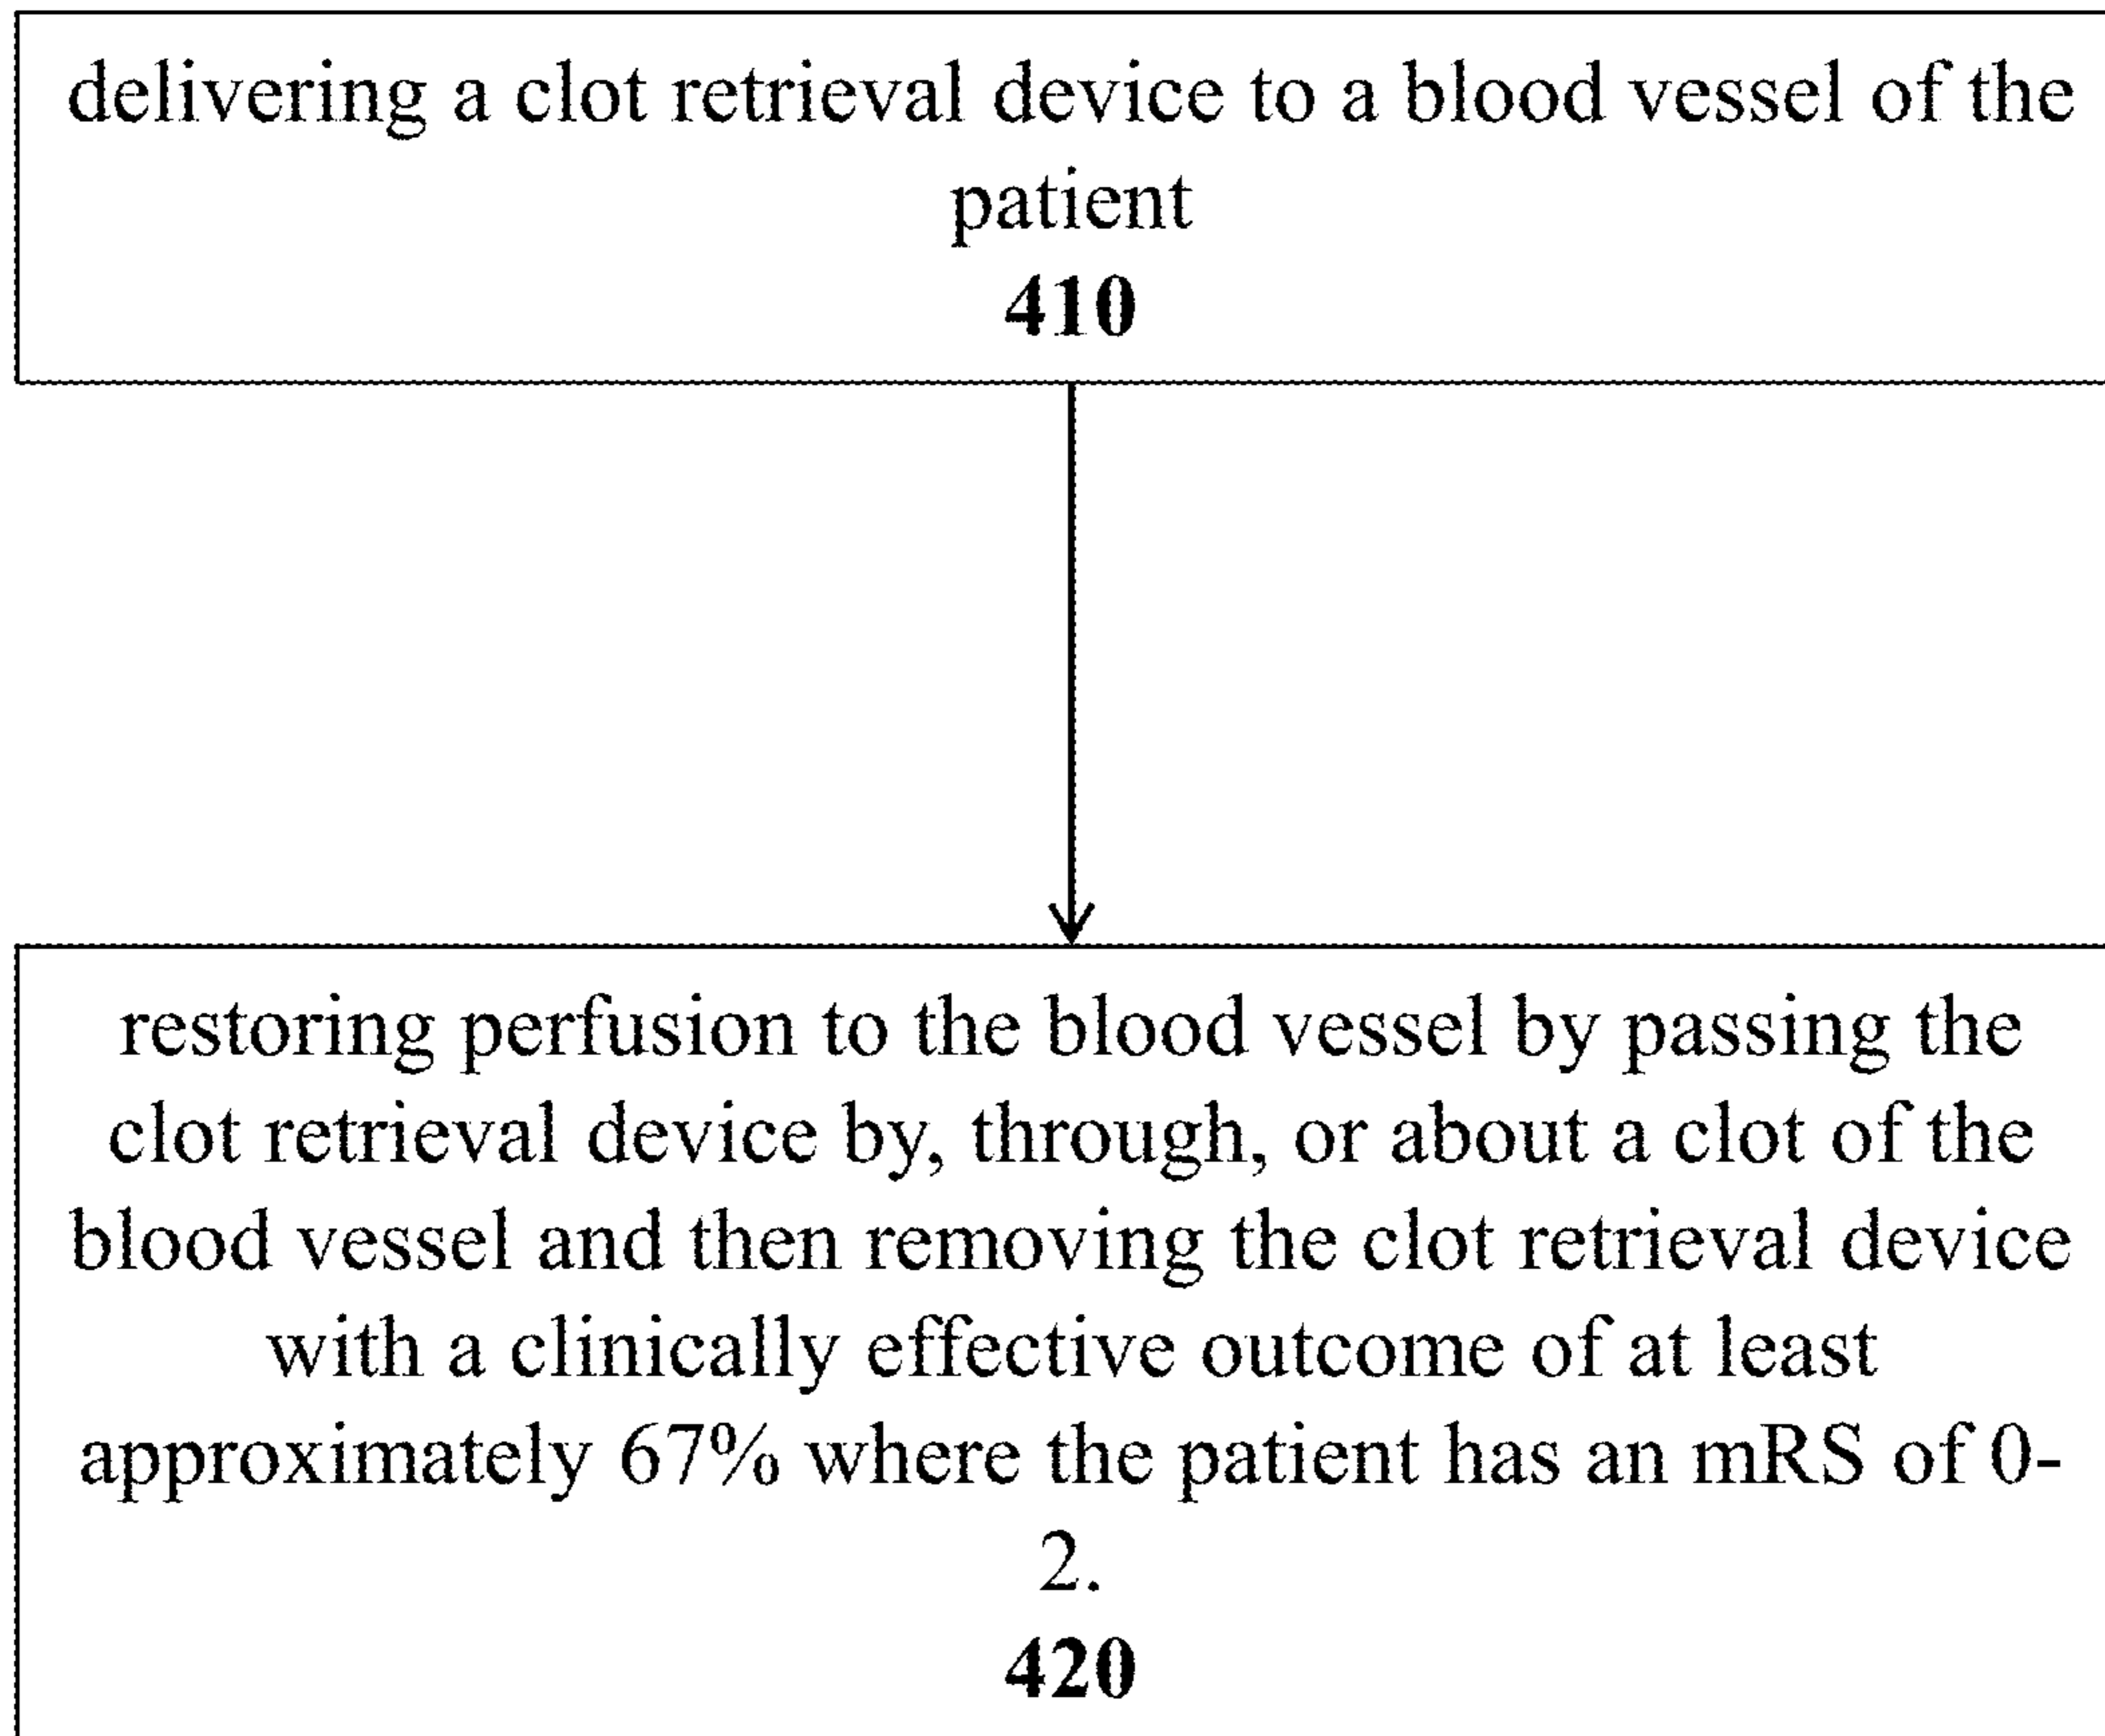 delivering a clot retrieval device to a blood vessel of the
patient
410
restoring perfusion to the blood vessel by passing the
clot retrieval device by, through, or about a clot of the
blood vessel and then removing the clot retrieval device
with a clinically effective outcome of at least
approximately 67% where the patient has an mRS of 0-
2.
420